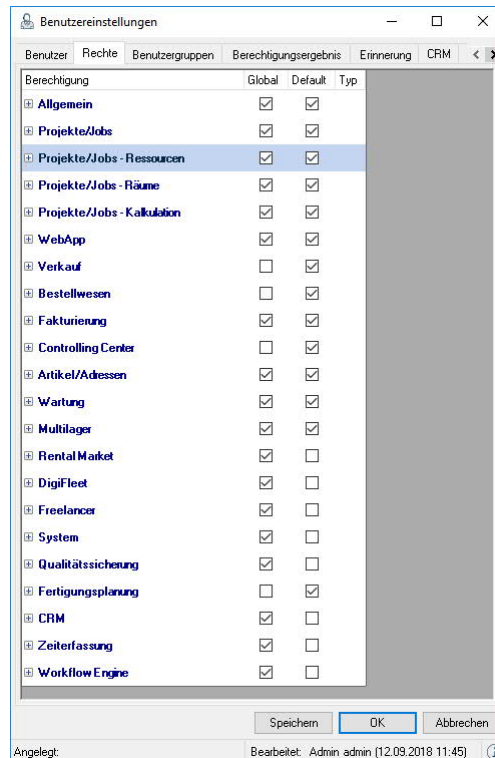 Benutzereinstellungen
Benutzer Rechte Benutzergruppen Berechtigungsergebnis Erinnerung CRM
Berechtigung Global Default Typ
Allgemein
Projekte/Jobs
Projekte/Jobs - Ressourcen
Projekte/Jobs - Räume
Projekte/Jobs - Kalkulation
WebApp
Verkauf
Bestellwesen
Fakturierung
Controlling Center
Artikel/Adressen
Wartung
Multilager
Rental Market
DigiFleet
Freelancer
System
Qualitätssicherung
Fertigungsplanung
CRM
Zeiterfassung
Workflow Engine
Speichern OK Abbrechen
Angelegt: Bearbeitet: Admin admin (12.09.2018 11:45)